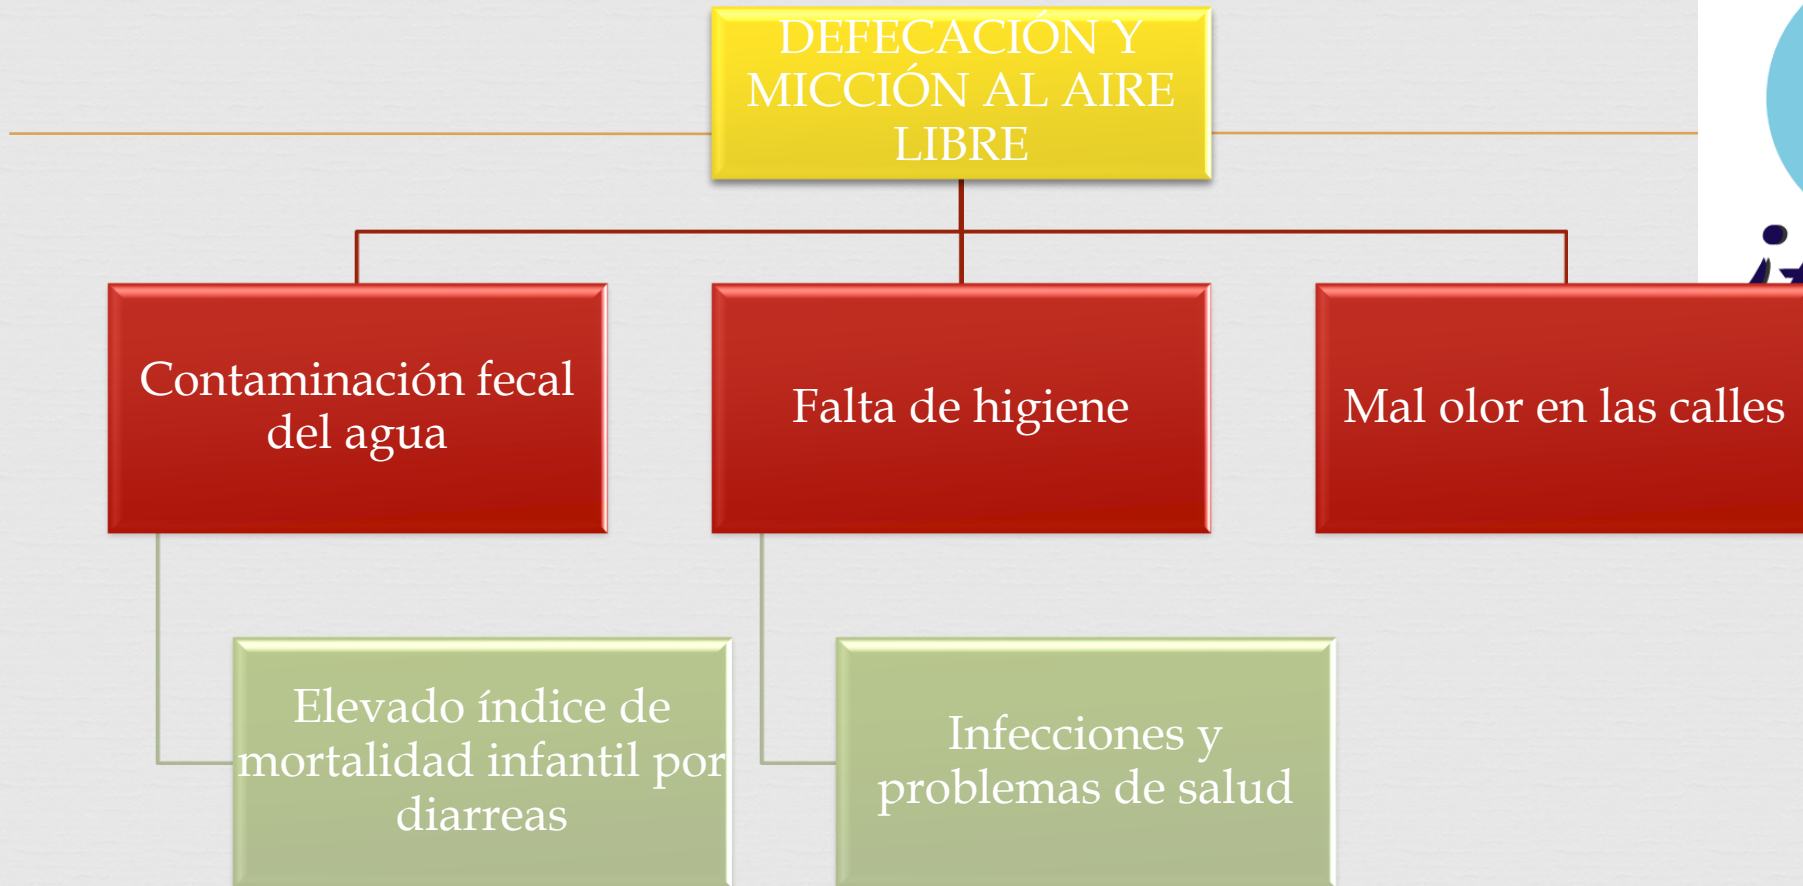 DEFECACIÓN Y
MICCIÓN AL AIRE
LIBRE
Contaminación fecal
del agua
Falta de higiene
Mal olor en las calles
Elevado índice de
mortalidad infantil por
diarreas
Infecciones y
problemas de salud